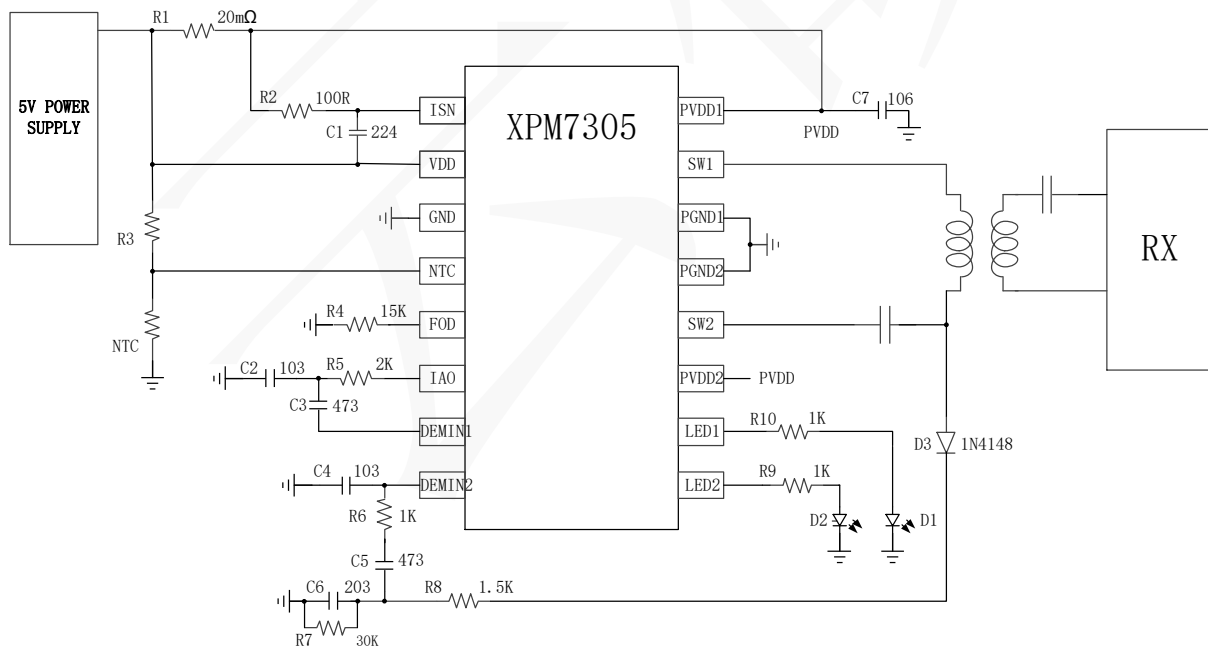 R1
20mΩ
5V POWER
SUPPLY
R2
100R
C1
224
R3
NTC
R4
15K
C2
103
R5
2K
C3
473
C4
103
R6
1K
C5
473
C6
203
R7
30K
R8
1.5K
XPM7305
ISN
VDD
GND
NTC
FOD
IAO
DEMIN1
DEMIN2
PVDD1
SW1
PGND1
PGND2
SW2
PVDD2
LED1
LED2
PVDD
C7
106
PVDD
R10
1K
R9
1K
D2
D1
D3
1N4148
RX